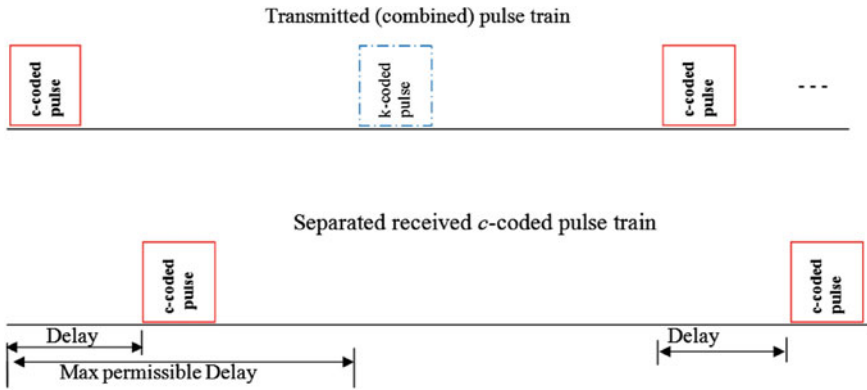 Transmitted (combined) pulse train
c-coded
pulse
k-coded
pulse
c-coded
pulse
---
Separated received c-coded pulse train
c-coded
pulse
c-coded
pulse
Delay
Delay
Max permissible Delay